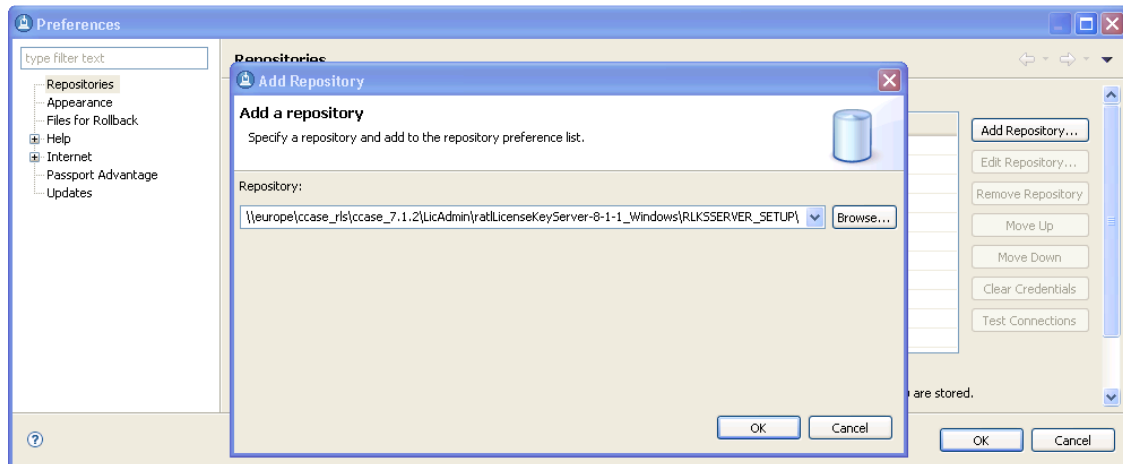 Preferences
type filter text
Repositories
Appearance
Files for Rollback
Help
Internet
Passport Advantage
Updates
Repositories
Add Repository
Add a repository
Specify a repository and add to the repository preference list.
Repository:
\\europe\ccase_rls\ccase_7.1.2\LicAdmin\ratlLicenseKeyServer-8-1-1_Windows\RLKSSERVER_SETUP\
Browse...
OK
Cancel
Add Repository...
Edit Repository...
Remove Repository
Move Up
Move Down
Clear Credentials
Test Connections
are stored.
OK
Cancel